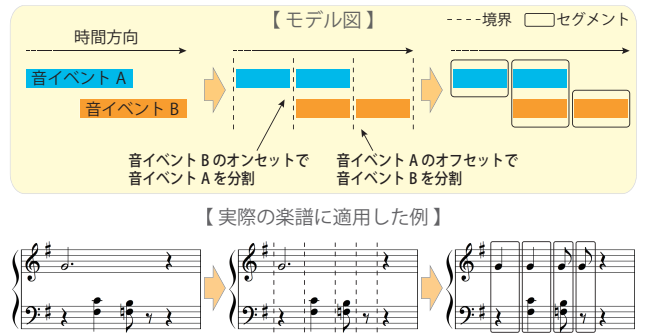 【 モデル図 】
時間方向
---- 境界
セグメント
音イベント A
音イベント B
音イベント B のオンセットで
音イベント A を分割
音イベント A のオフセットで
音イベント B を分割
【 実際の楽譜に適用した例 】